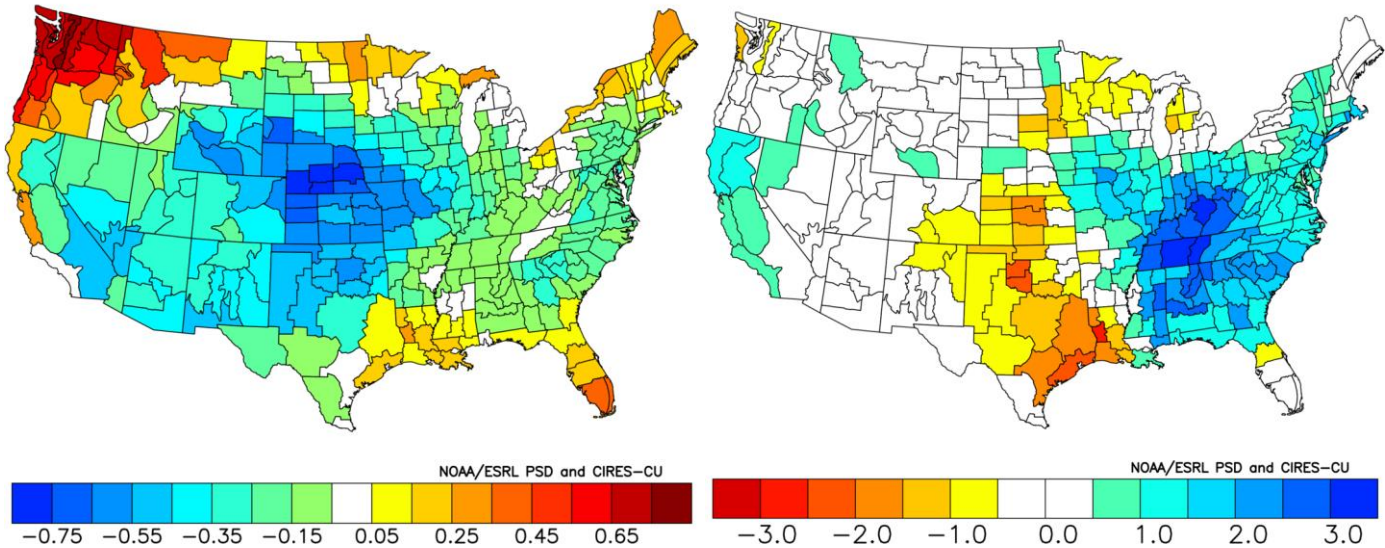 NOAA/ESRL PSD and CIRES-CU
−0.75 −0.55 −0.35 −0.15 0.05 0.25 0.45 0.65
NOAA/ESRL PSD and CIRES-CU
−3.0 −2.0 −1.0 0.0 1.0 2.0 3.0